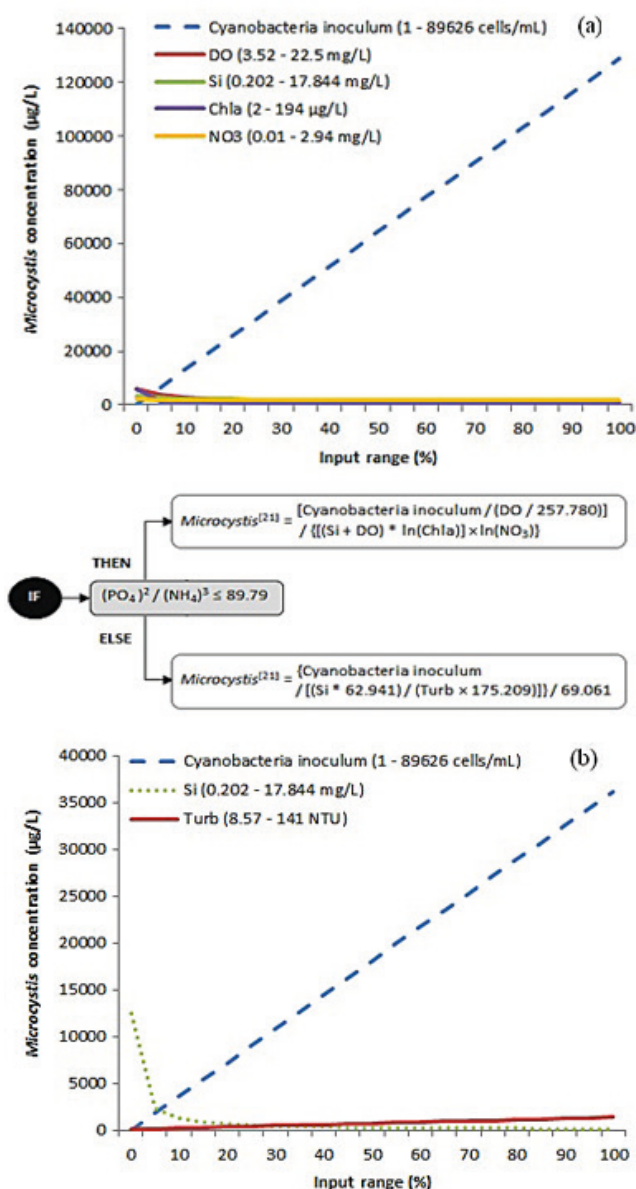 (a)
Cyanobacteria inoculum (1 - 89626 cells/mL)
DO (3.52 - 22.5 mg/L)
Si (0.202 - 17.844 mg/L)
Chla (2 - 194 µg/L)
NO3 (0.01 - 2.94 mg/L)
Microcystis concentration (µg/L)
140000
120000
100000
80000
60000
40000
20000
0
0 10 20 30 40 50 60 70 80 90 100
Input range (%)
Microcystis[21] = [Cyanobacteria inoculum / (DO / 257.780)]
/ {[(Si + DO) * ln(Chla)] × ln(NO3)}
THEN
IF
(PO4)2 / (NH4)3 ≤ 89.79
ELSE
Microcystis[21] = {Cyanobacteria inoculum
/ [(Si * 62.941) / (Turb × 175.209)]} / 69.061
(b)
Cyanobacteria inoculum (1 - 89626 cells/mL)
Si (0.202 - 17.844 mg/L)
Turb (8.57 - 141 NTU)
Microcystis concentration (µg/L)
40000
35000
30000
25000
20000
15000
10000
5000
0
0 10 20 30 40 50 60 70 80 90 100
Input range (%)